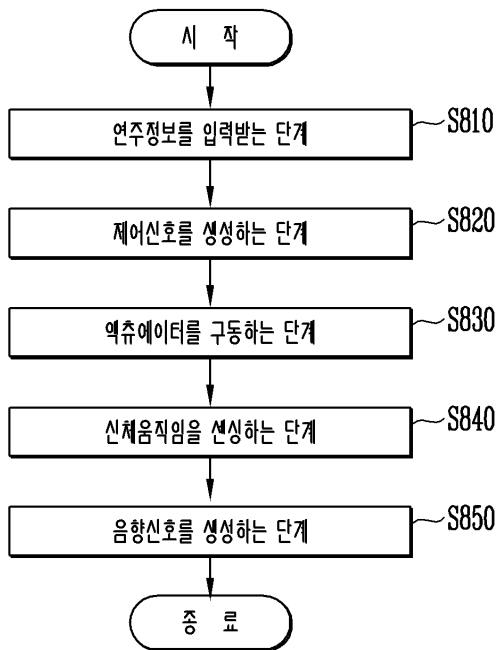 시 작
연주정보를 입력받는 단계
S810
제어신호를 생성하는 단계
S820
액츄에이터를 구동하는 단계
S830
신체움직임을 센싱하는 단계
S840
음향신호를 생성하는 단계
S850
종 료